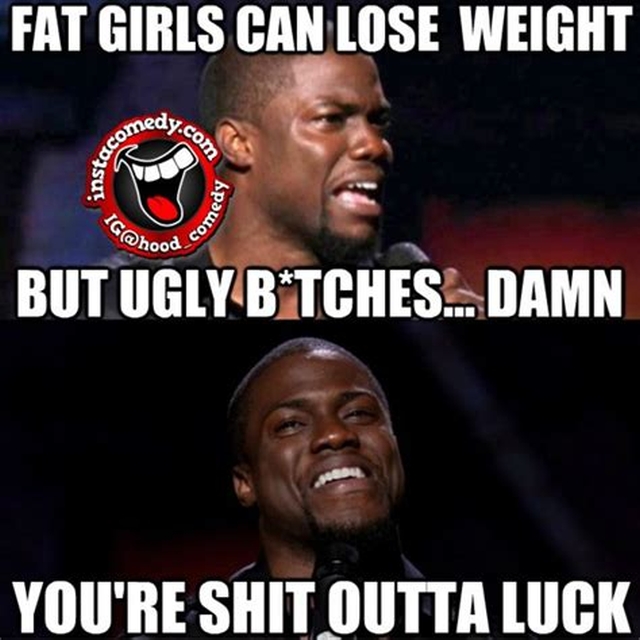 FAT GIRLS CAN LOSE WEIGHT
instacomedy.com
IG@hood_comedy
BUT UGLY B*TCHES... DAMN
YOU'RE SHIT OUTTA LUCK